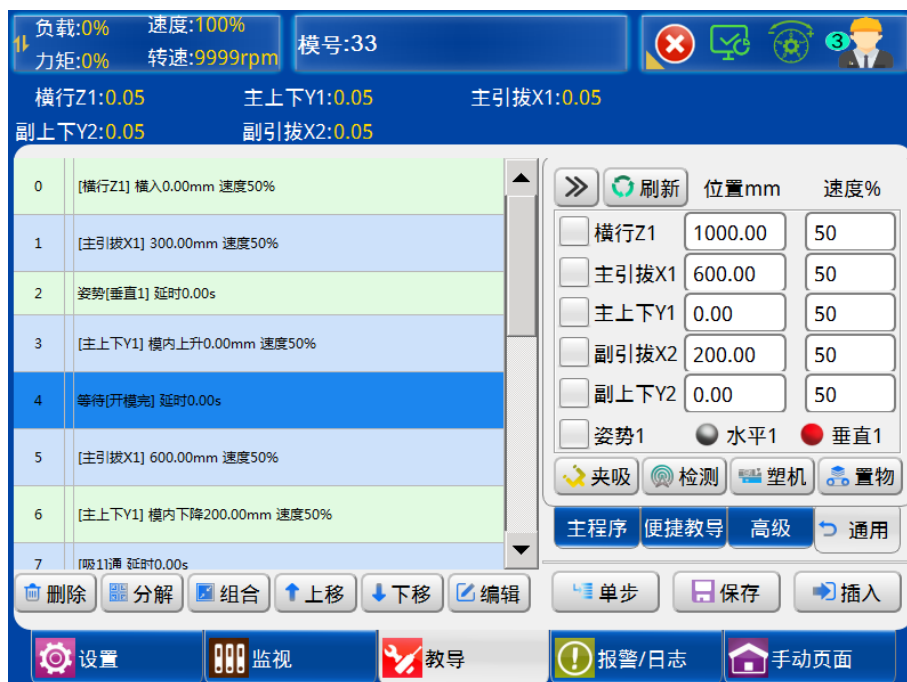 负载:0% 速度:100%
力矩:0% 转速:9999rpm
模号:33
3
横行Z1:0.05 主上下Y1:0.05 主引拔X1:0.05
副上下Y2:0.05 副引拔X2:0.05
0 [横行Z1] 横入0.00mm 速度50%
1 [主引拔X1] 300.00mm 速度50%
2 姿势[垂直1] 延时0.00s
3 [主上下Y1] 模内上升0.00mm 速度50%
4 等待[开模完] 延时0.00s
5 [主引拔X1] 600.00mm 速度50%
6 [主上下Y1] 模内下降200.00mm 速度50%
7 [吸1]通 延时0.00s
刷新 位置mm 速度%
横行Z1 1000.00 50
主引拔X1 600.00 50
主上下Y1 0.00 50
副引拔X2 200.00 50
副上下Y2 0.00 50
姿势1 水平1 垂直1
夹吸 检测 塑机 置物
主程序 便捷教导 高级 通用
删除 分解 组合 上移 下移 编辑 单步 保存 插入
设置 监视 教导 报警/日志 手动页面